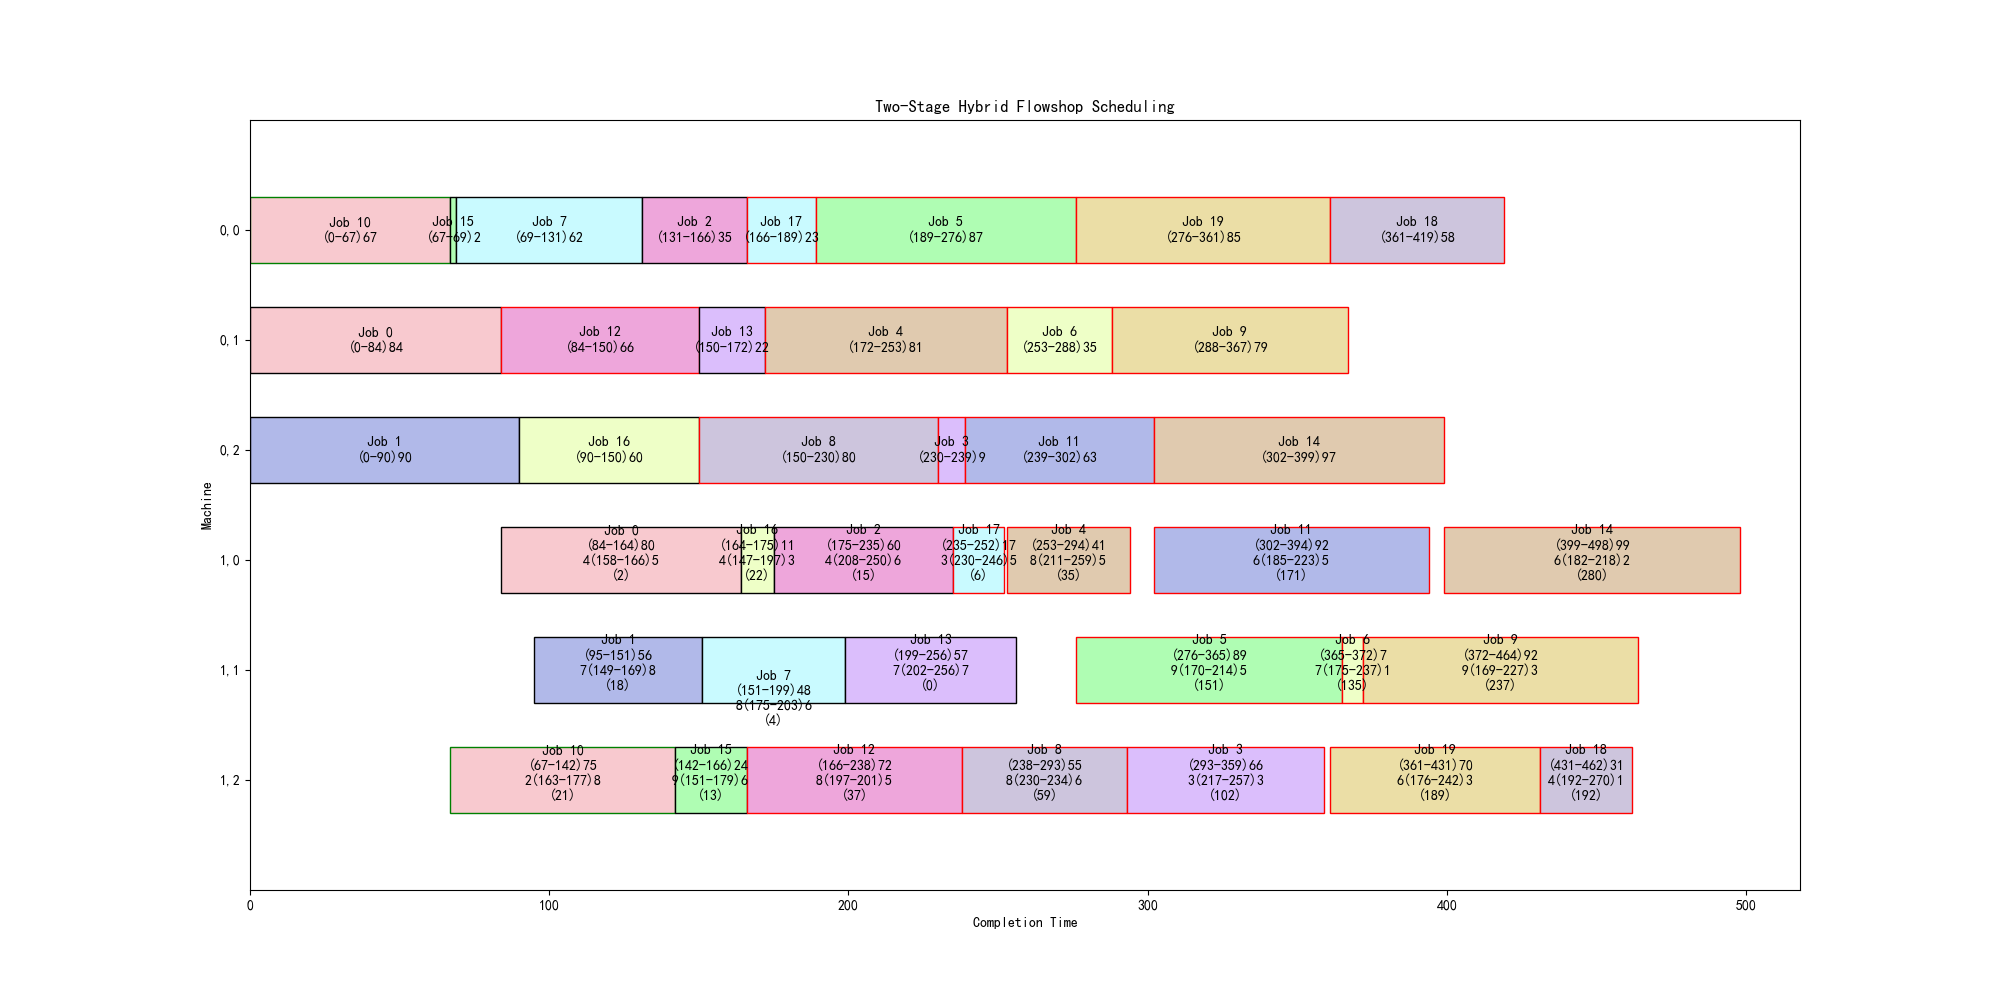 Two-Stage Hybrid Flowshop Scheduling
0,0
Job 10
(0-67)67
Job 15
(67-69)2
Job 7
(69-131)62
Job 2
(131-166)35
Job 17
(166-189)23
Job 5
(189-276)87
Job 19
(276-361)85
Job 18
(361-419)58
0,1
Job 0
(0-84)84
Job 12
(84-150)66
Job 13
(150-172)22
Job 4
(172-253)81
Job 6
(253-288)35
Job 9
(288-367)79
0,2
Job 1
(0-90)90
Job 16
(90-150)60
Job 8
(150-230)80
Job 3
(230-239)9
Job 11
(239-302)63
Job 14
(302-399)97
Machine
1,0
Job 0
(84-164)80
4(158-166)5
(2)
Job 16
(164-175)11
4(147-197)3
(22)
Job 2
(175-235)60
4(208-250)6
(15)
Job 17
(235-252)17
3(230-246)5
(6)
Job 4
(253-294)41
8(211-259)5
(35)
Job 11
(302-394)92
6(185-223)5
(171)
Job 14
(399-498)99
6(182-218)2
(280)
1,1
Job 1
(95-151)56
7(149-169)8
(18)
Job 7
(151-199)48
8(175-203)6
(4)
Job 13
(199-256)57
7(202-256)7
(0)
Job 5
(276-365)89
9(170-214)5
(151)
Job 6
(365-372)7
7(175-237)1
(135)
Job 9
(372-464)92
9(169-227)3
(237)
1,2
Job 10
(67-142)75
2(163-177)8
(21)
Job 15
(142-166)24
9(151-179)6
(13)
Job 12
(166-238)72
8(197-201)5
(37)
Job 8
(238-293)55
8(230-234)6
(59)
Job 3
(293-359)66
3(217-257)3
(102)
Job 19
(361-431)70
6(176-242)3
(189)
Job 18
(431-462)31
4(192-270)1
(192)
0
100
200
300
400
500
Completion Time